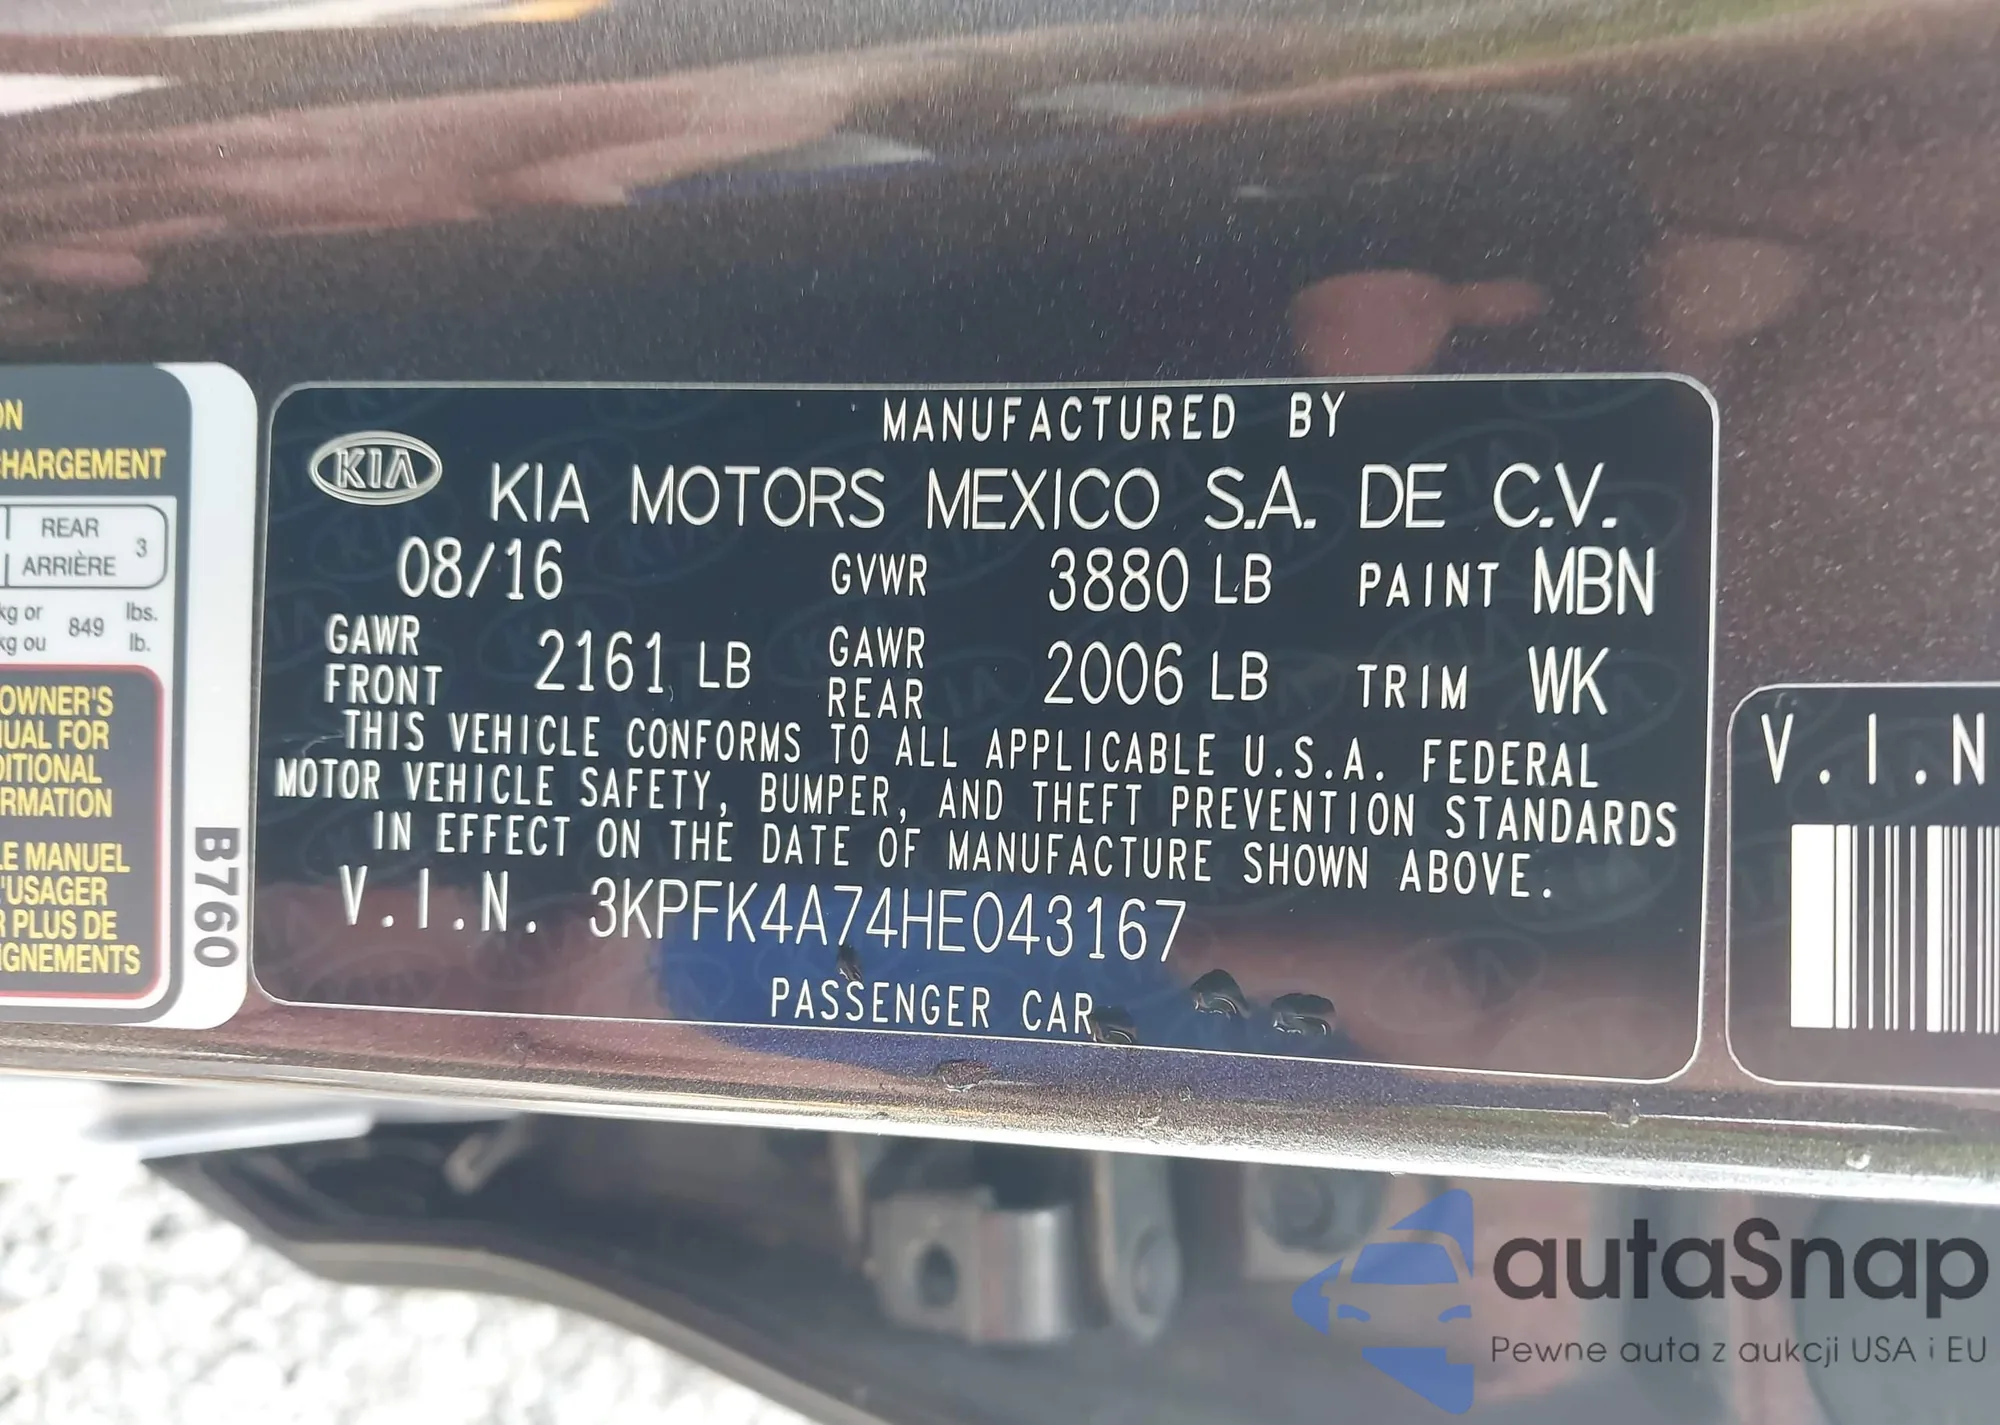 ON
CHARGEMENT
REAR
ARRIÈRE
3
kg or
kg ou
849
lbs.
lb.
OWNER'S
UAL FOR
DITIONAL
RMATION
LE MANUEL
'USAGER
R PLUS DE
IGNEMENTS
B760
MANUFACTURED BY
KIA
KIA MOTORS MEXICO S.A. DE C.V.
08/16 GVWR 3880 LB PAINT MBN
GAWR FRONT 2161 LB GAWR REAR 2006 LB TRIM WK
THIS VEHICLE CONFORMS TO ALL APPLICABLE U.S.A. FEDERAL
MOTOR VEHICLE SAFETY, BUMPER, AND THEFT PREVENTION STANDARDS
IN EFFECT ON THE DATE OF MANUFACTURE SHOWN ABOVE.
V.I.N. 3KPFK4A74HE043167
PASSENGER CAR
V.I.N
autaSnap
Pewne auta z aukcji USA i EU